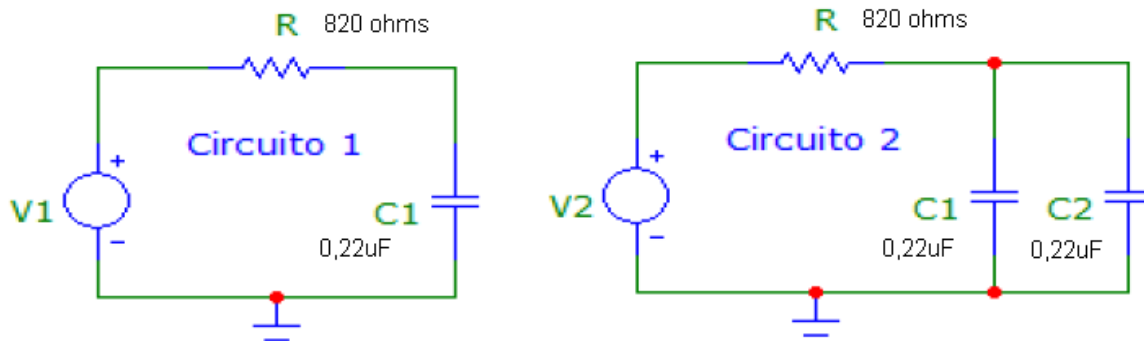 R 820 ohms
Circuito 1
+
V1
-
C1
0,22uF
R 820 ohms
Circuito 2
+
V2
-
C1
C2
0,22uF
0,22uF